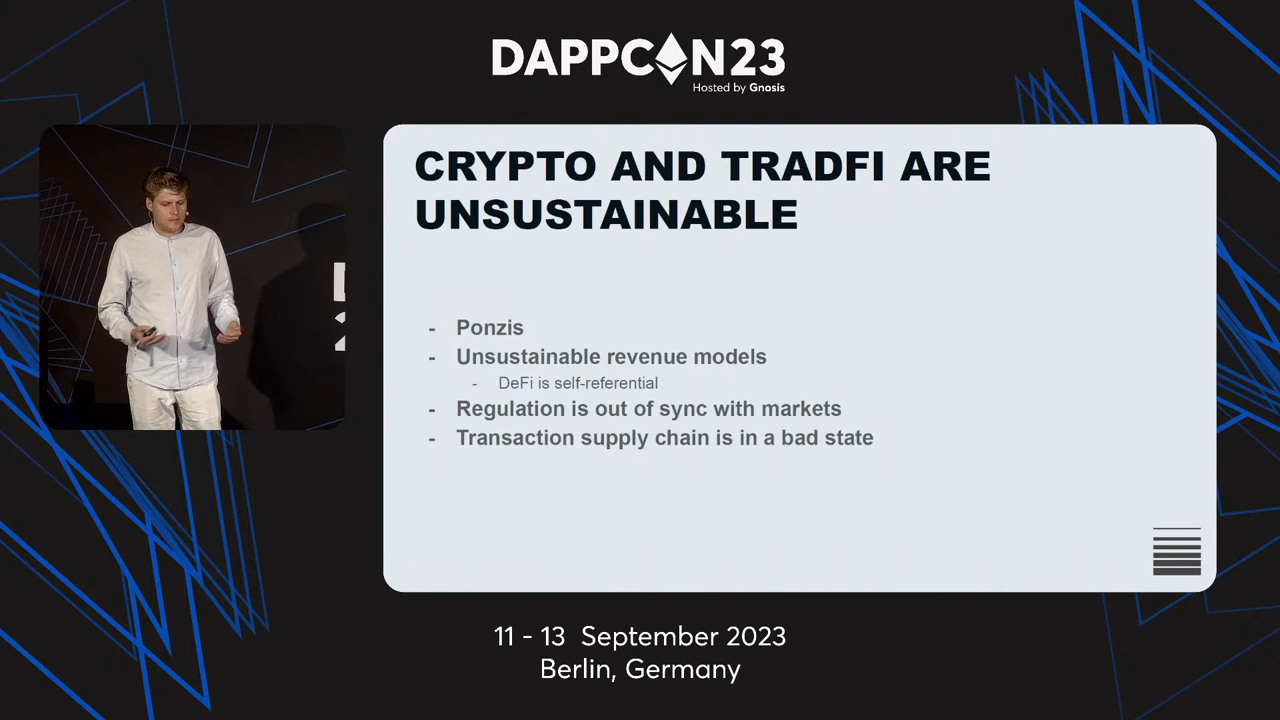 DAPPCON23
Hosted by Gnosis
CRYPTO AND TRADFI ARE
UNSUSTAINABLE
- Ponzis
- Unsustainable revenue models
- DeFi is self-referential
- Regulation is out of sync with markets
- Transaction supply chain is in a bad state
11 - 13 September 2023
Berlin, Germany